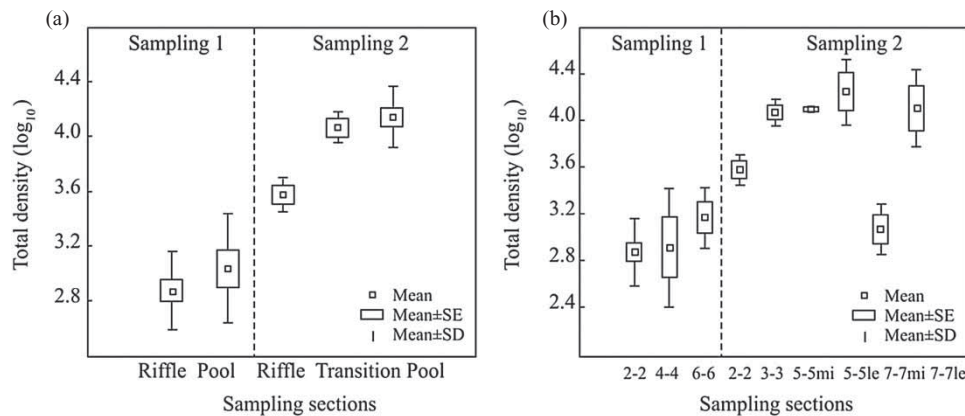 (a)
Sampling 1 Sampling 2
Total density (log10)
4.4
4.0
3.6
3.2
2.8
Mean
Mean±SE
Mean±SD
Riffle Pool Riffle Transition Pool
Sampling sections
(b)
Sampling 1 Sampling 2
Total density (log10)
4.4
4.0
3.6
3.2
2.8
2.4
Mean
Mean±SE
Mean±SD
2-2 4-4 6-6 2-2 3-3 5-5mi 5-5le 7-7mi 7-7le
Sampling sections